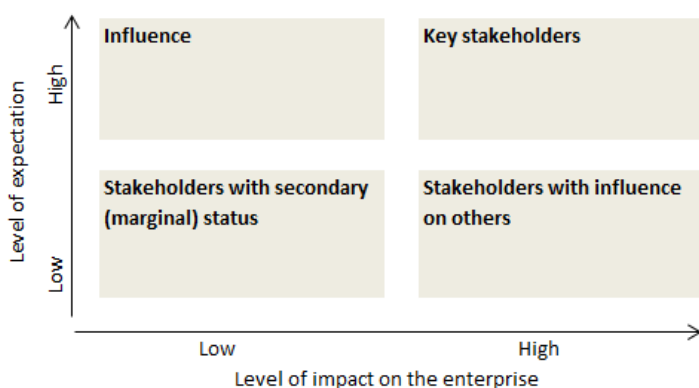 Level of expectation
High
Low
Influence
Key stakeholders
Stakeholders with secondary
(marginal) status
Stakeholders with influence
on others
Low
High
Level of impact on the enterprise